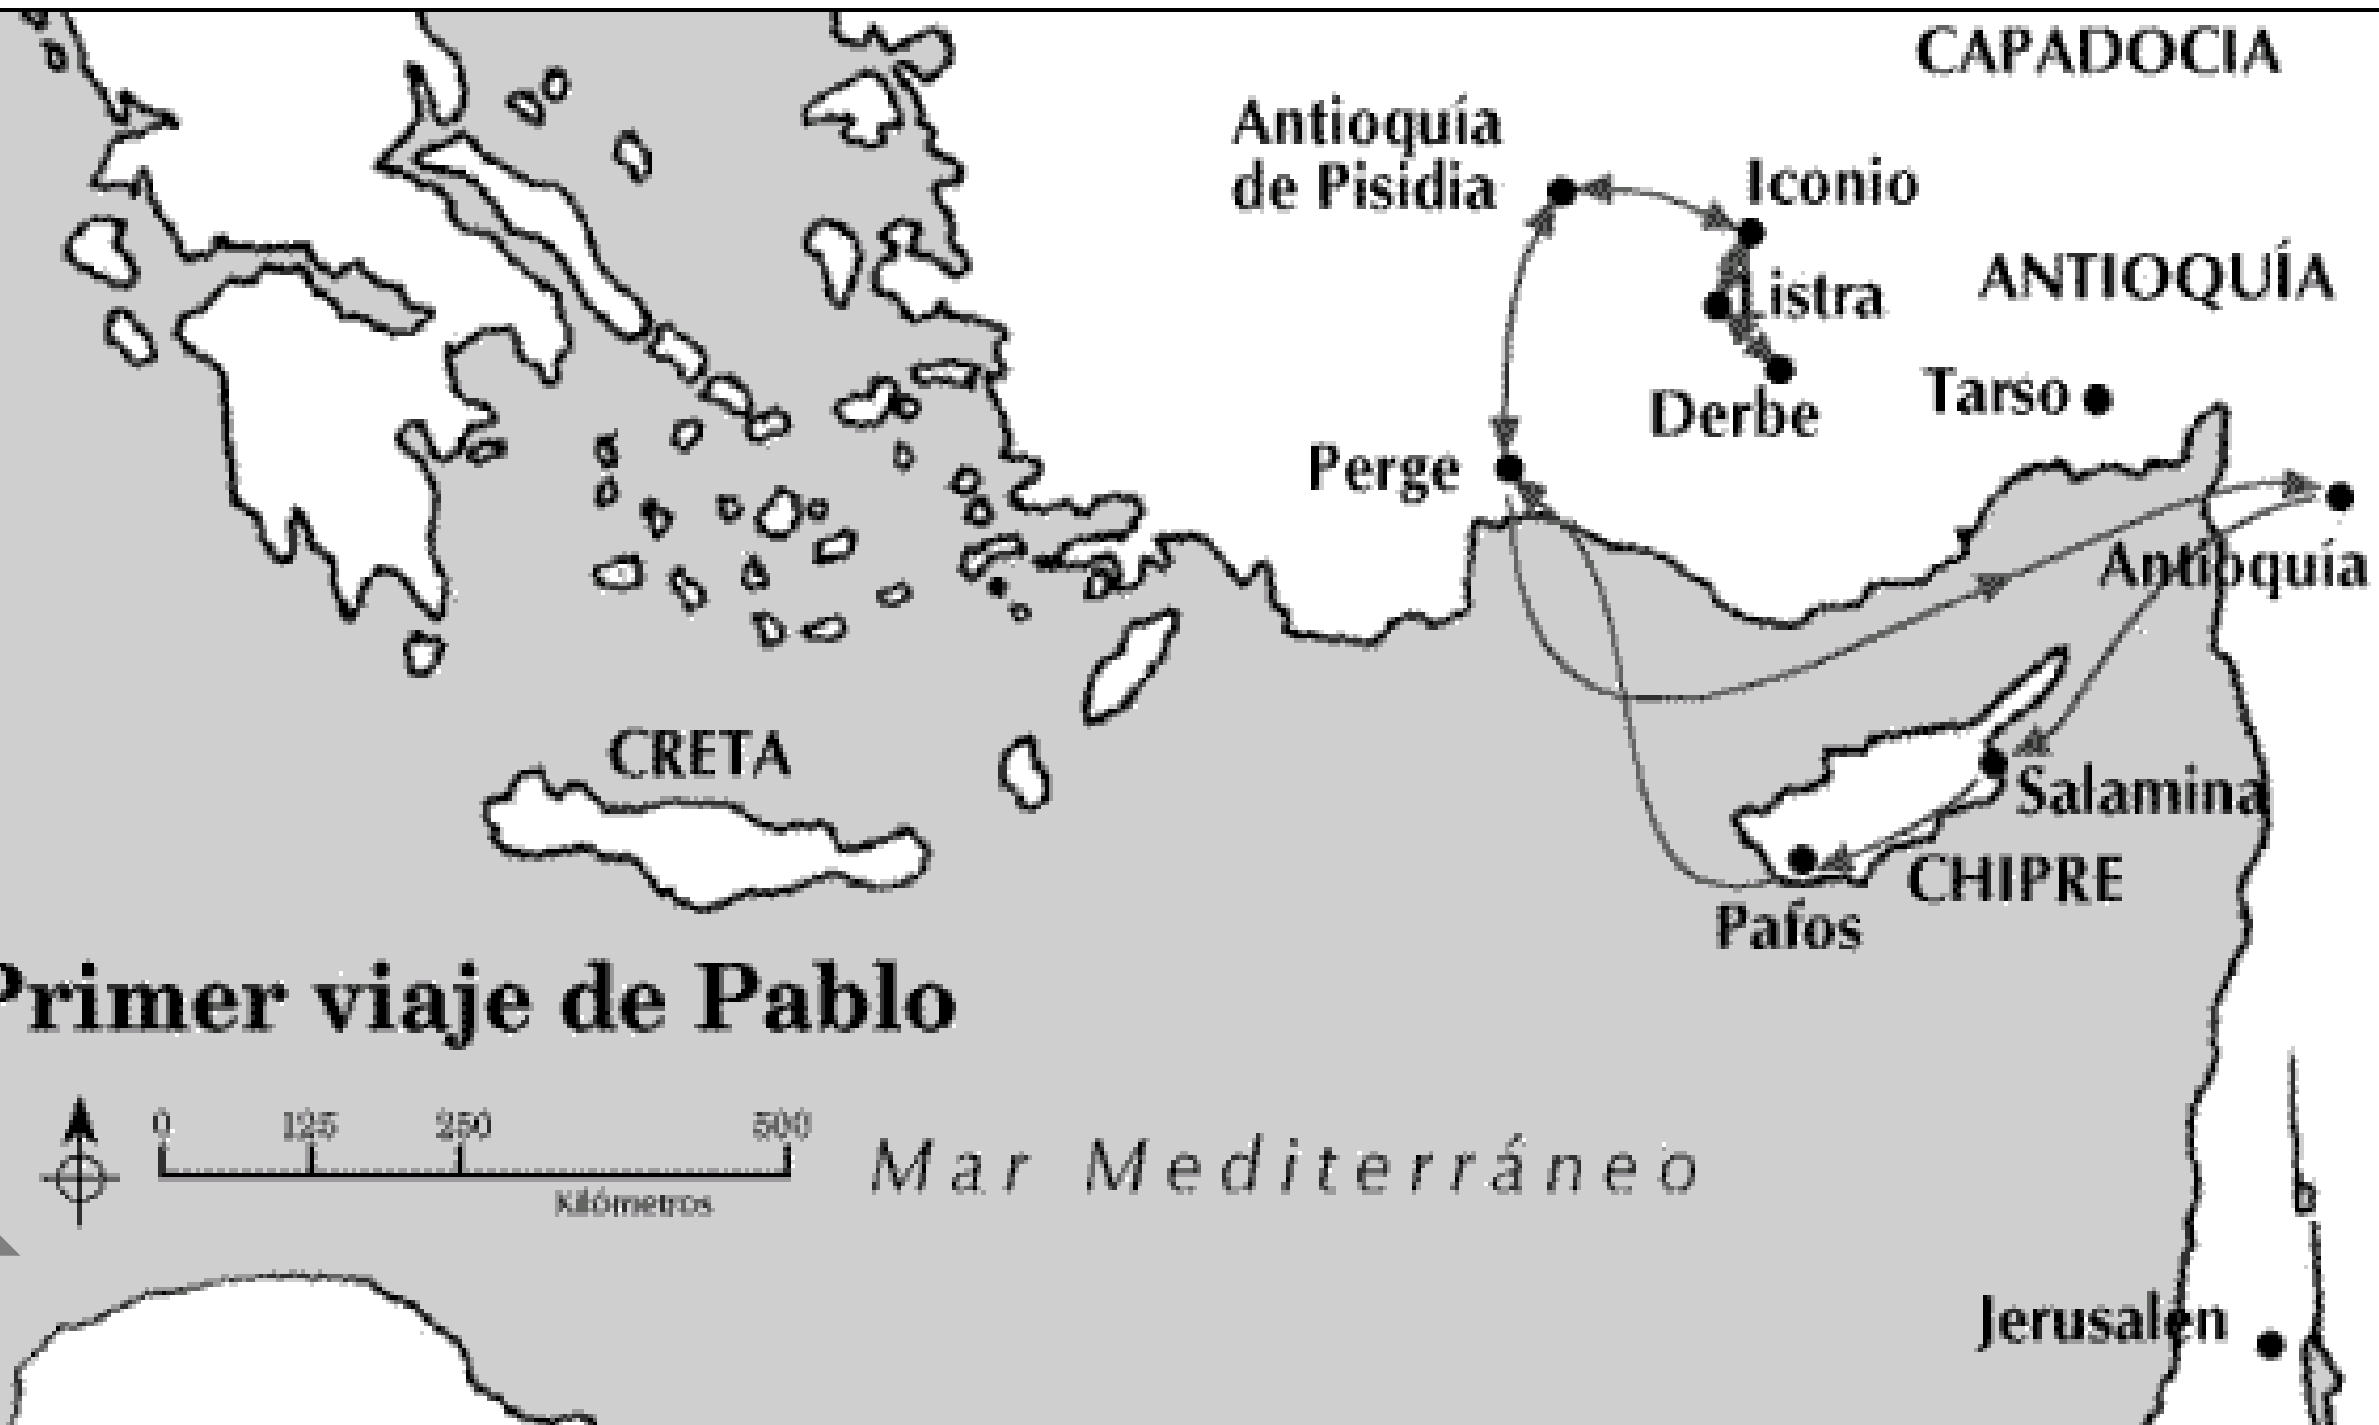 CAPADOCIA
Antioquía
de Pisidia
Iconio
ANTIOQUÍA
Listra
Tarso
Derbe
Perge
Antioquía
CRETA
Salamina
CHIPRE
Pafos
Primer viaje de Pablo
0 125 250 500
Kilómetros
Mar Mediterráneo
Jerusalén